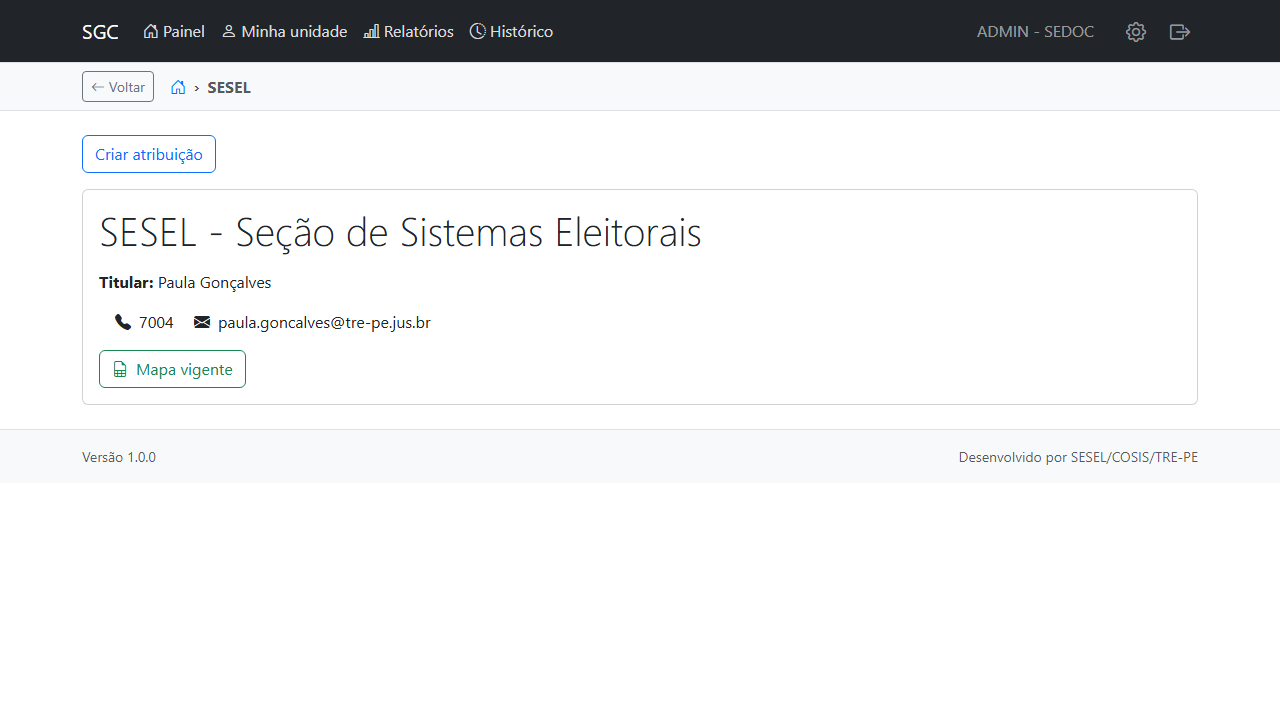 SGC Painel Minha unidade Relatórios Histórico ADMIN - SEDOC
Voltar › SESEL
Criar atribuição
SESEL - Seção de Sistemas Eleitorais
Titular: Paula Gonçalves
7004 paula.goncalves@tre-pe.jus.br
Mapa vigente
Versão 1.0.0 Desenvolvido por SESEL/COSIS/TRE-PE